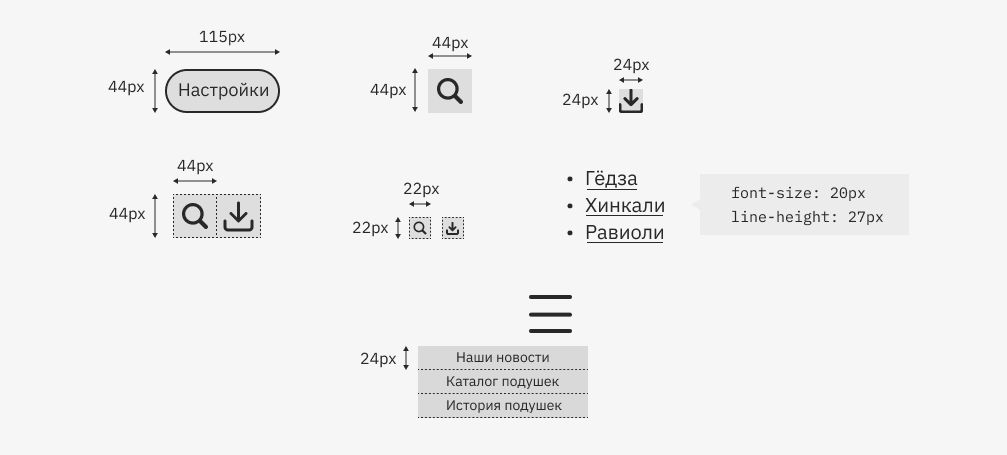 115px
44px
Настройки
44px
44px
24px
24px
44px
44px
22px
22px
Гёдза
Хинкали
Равиоли
font-size: 20px
line-height: 27px
24px
Наши новости
Каталог подушек
История подушек